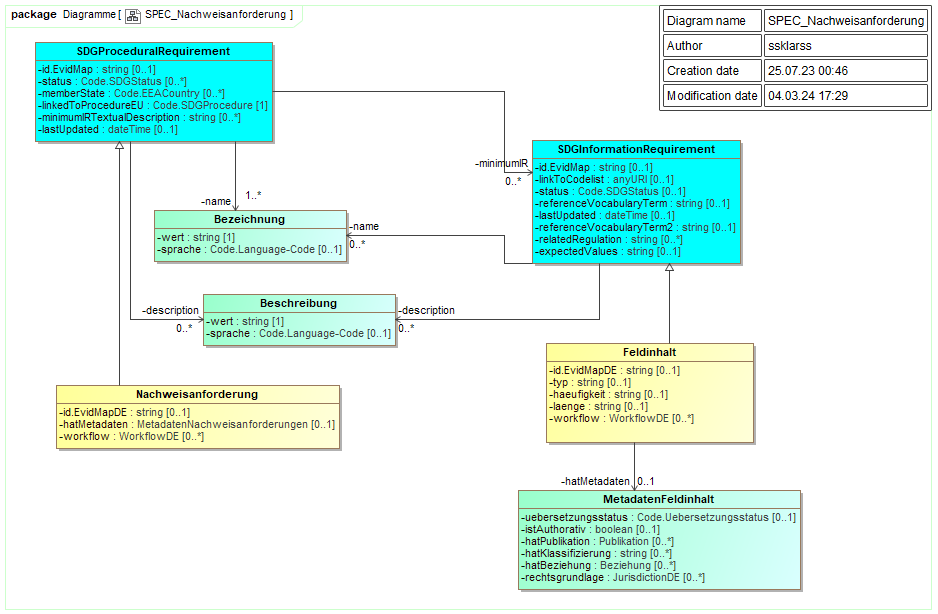 package Diagramme [ SPEC_Nachweisanforderung ]
Diagram name SPEC_Nachweisanforderung
Author ssklarss
Creation date 25.07.23 00:46
Modification date 04.03.24 17:29
SDGProceduralRequirement
-id.EvidMap : string [0..1]
-status : Code.SDGStatus [0..*]
-memberState : Code.EEACountry [0..*]
-linkedToProcedureEU : Code.SDGProcedure [1]
-minimumIRTextualDescription : string [0..*]
-lastUpdated : dateTime [0..1]
-minimumIR
0..*
SDGInformationRequirement
-id.EvidMap : string [0..1]
-linkToCodelist : anyURI [0..1]
-status : Code.SDGStatus [0..1]
-referenceVocabularyTerm : string [0..1]
-lastUpdated : dateTime [0..1]
-referenceVocabularyTerm2 : string [0..1]
-relatedRegulation : string [0..*]
-expectedValues : string [0..1]
1..*
-name
Bezeichnung
-wert : string [1]
-sprache : Code.Language-Code [0..1]
-name
0..*
-description
0..*
Beschreibung
-wert : string [1]
-sprache : Code.Language-Code [0..1]
-description
0..*
Feldinhalt
-id.EvidMapDE : string [0..1]
-typ : string [0..1]
-haeufigkeit : string [0..1]
-laenge : string [0..1]
-workflow : WorkflowDE [0..*]
Nachweisanforderung
-id.EvidMapDE : string [0..1]
-hatMetadaten : MetadatenNachweisanforderungen [0..1]
-workflow : WorkflowDE [0..*]
-hatMetadaten 0..1
MetadatenFeldinhalt
-uebersetzungsstatus : Code.Uebersetzungsstatus [0..1]
-istAuthorativ : boolean [0..1]
-hatPublikation : Publikation [0..*]
-hatKlassifizierung : string [0..*]
-hatBeziehung : Beziehung [0..*]
-rechtsgrundlage : JurisdictionDE [0..*]